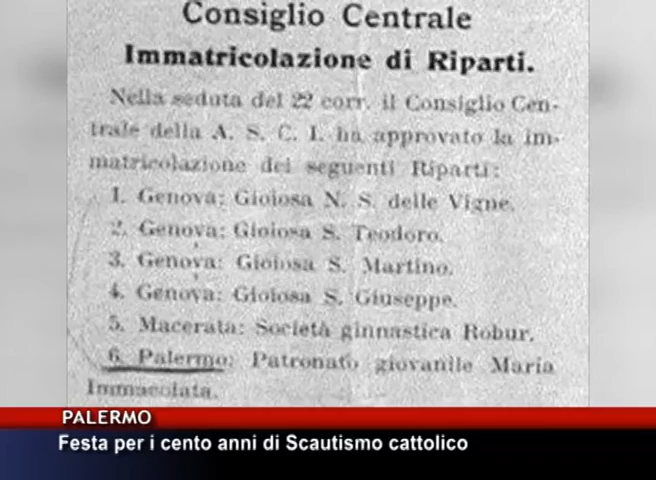 Consiglio Centrale
Immatricolazione di Riparti.
Nella seduta del 22 corr. il Consiglio Cen-
trale della A. S. C. I. ha approvato la im-
matricolazione dei seguenti Riparti:
1. Genova: Gioiosa N. S. delle Vigne.
2. Genova: Gioiosa S. Teodoro.
3. Genova: Gioiosa S. Martino.
4. Genova: Gioiosa S. Giuseppe.
5. Macerata: Società ginnastica Robur.
6. Palermo: Patronato giovanile Maria
Immacolata.
PALERMO
Festa per i cento anni di Scautismo cattolico